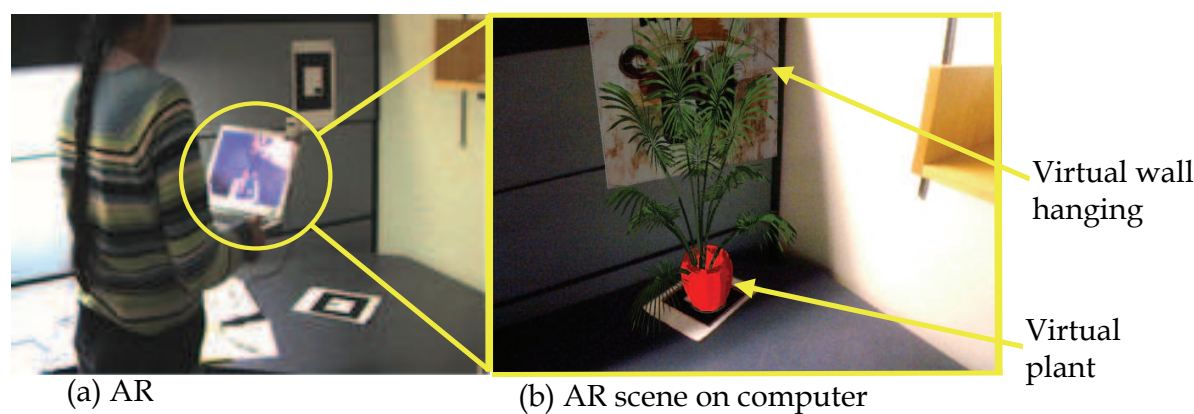 Virtual wall
hanging
Virtual
plant
(a) AR
(b) AR scene on computer